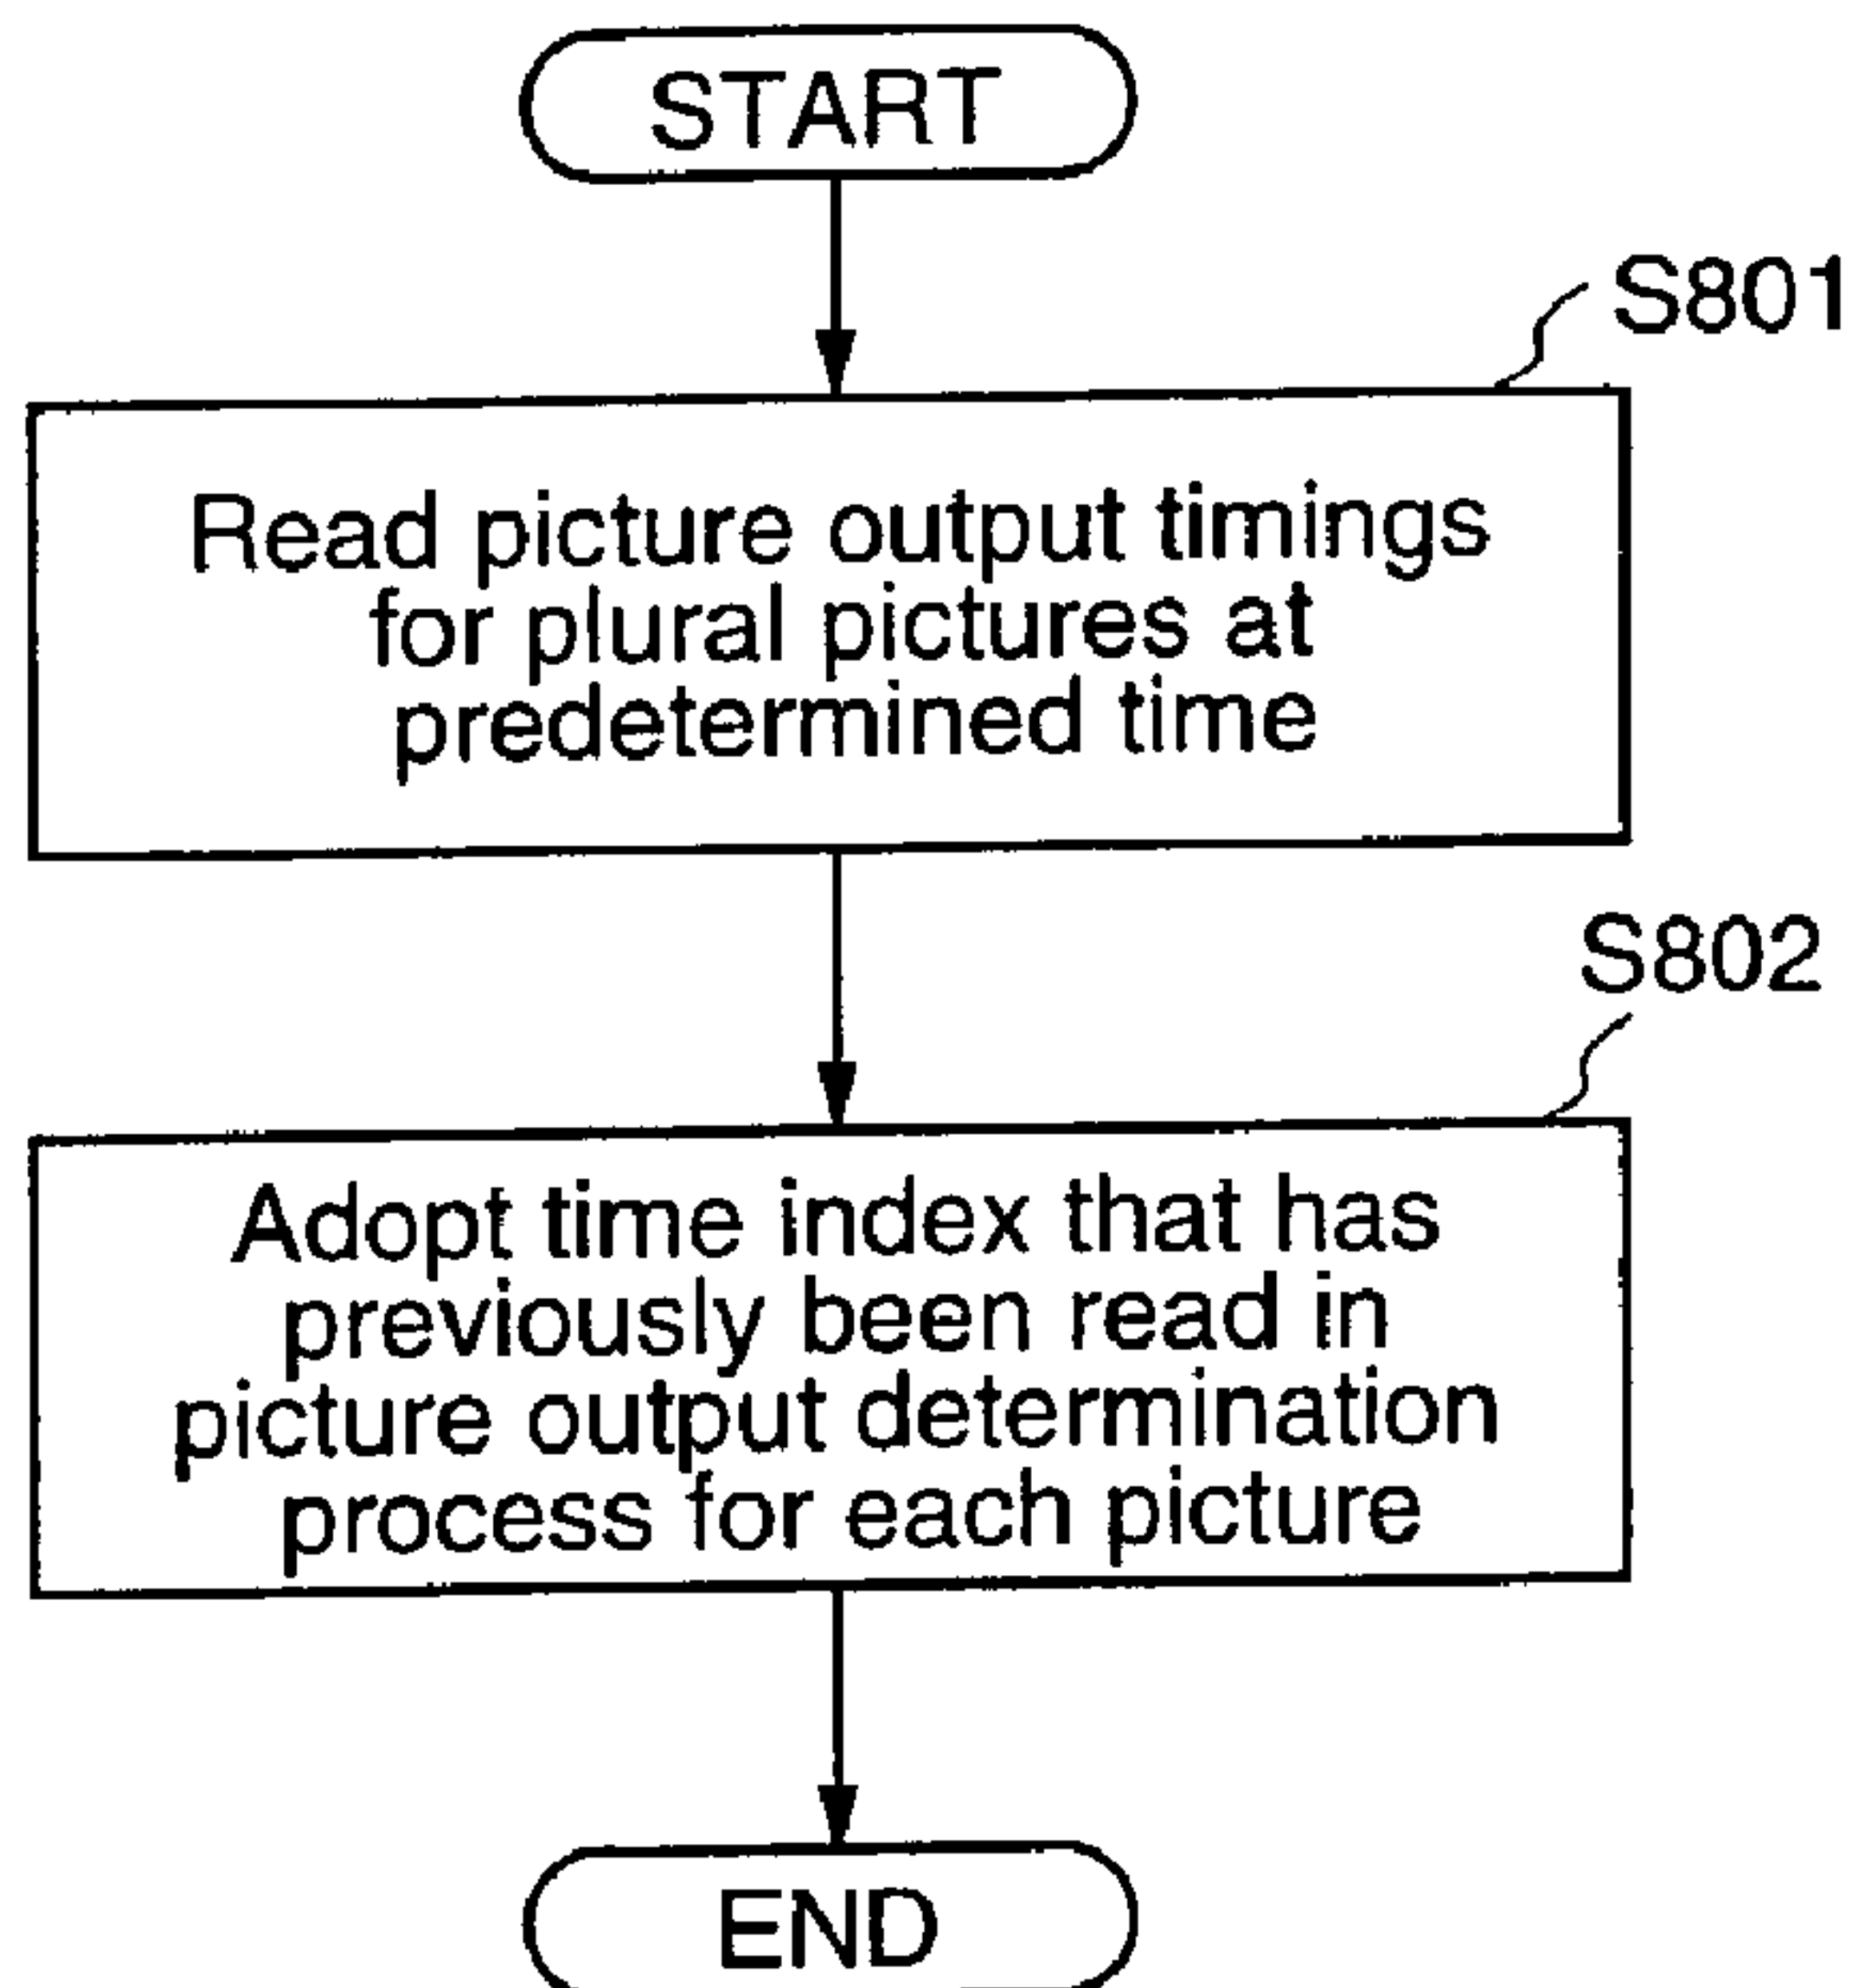 START
S801
Read picture output timings
for plural pictures at
predetermined time
S802
Adopt time index that has
previously been read in
picture output determination
process for each picture
END